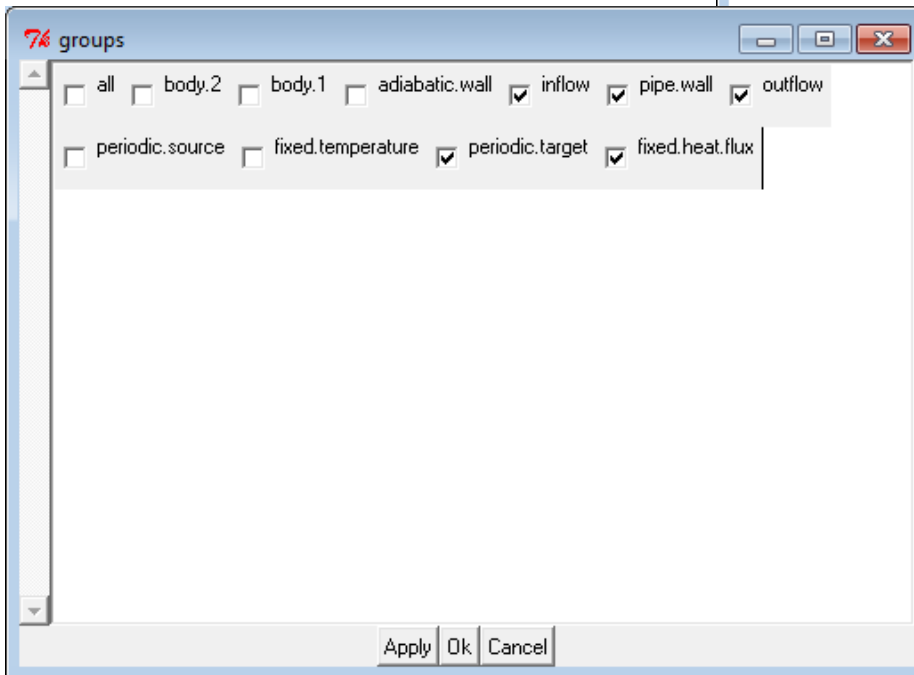 groups
all body.2 body.1 adiabatic.wall inflow pipe.wall outflow
periodic.source fixed.temperature periodic.target fixed.heat.flux
Apply Ok Cancel